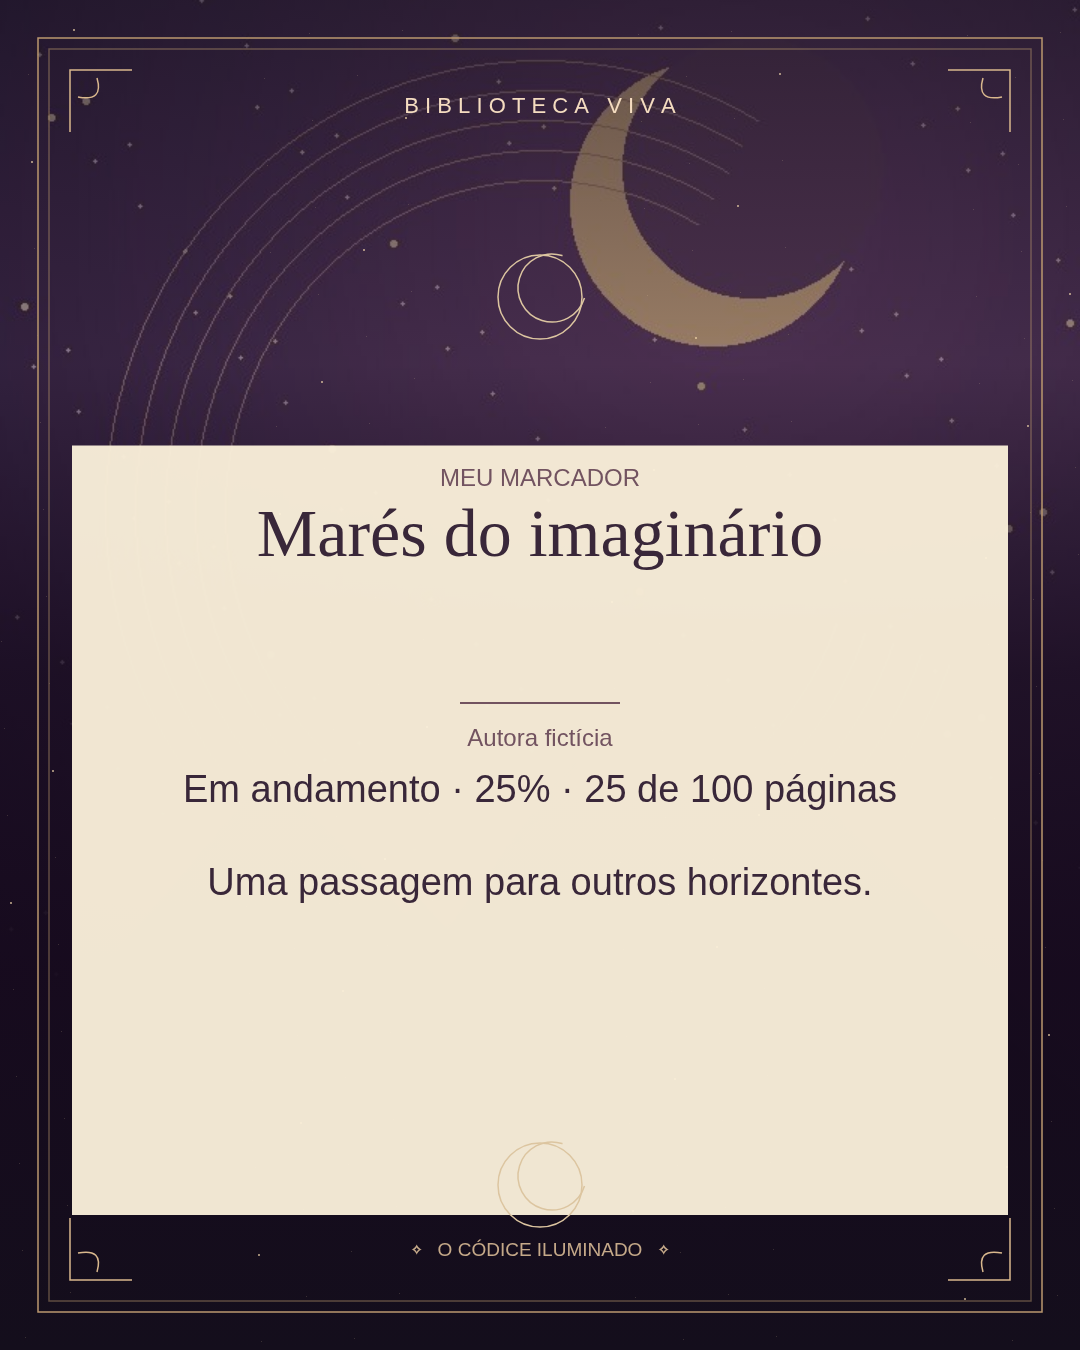 BIBLIOTECA VIVA
MEU MARCADOR
Marés do imaginário
Autora fictícia
Em andamento · 25% · 25 de 100 páginas
Uma passagem para outros horizontes.
✧ O CÓDICE ILUMINADO ✧